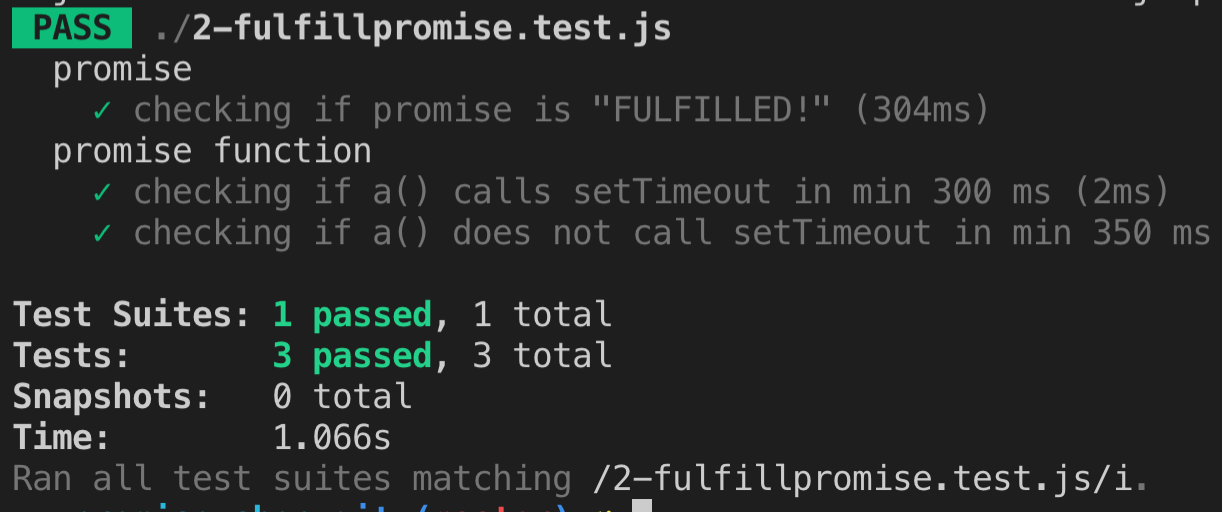 PASS ./2-fulfillpromise.test.js
promise
✓ checking if promise is "FULFILLED!" (304ms)
promise function
✓ checking if a() calls setTimeout in min 300 ms (2ms)
✓ checking if a() does not call setTimeout in min 350 ms
Test Suites: 1 passed, 1 total
Tests: 3 passed, 3 total
Snapshots: 0 total
Time: 1.066s
Ran all test suites matching /2-fulfillpromise.test.js/i.